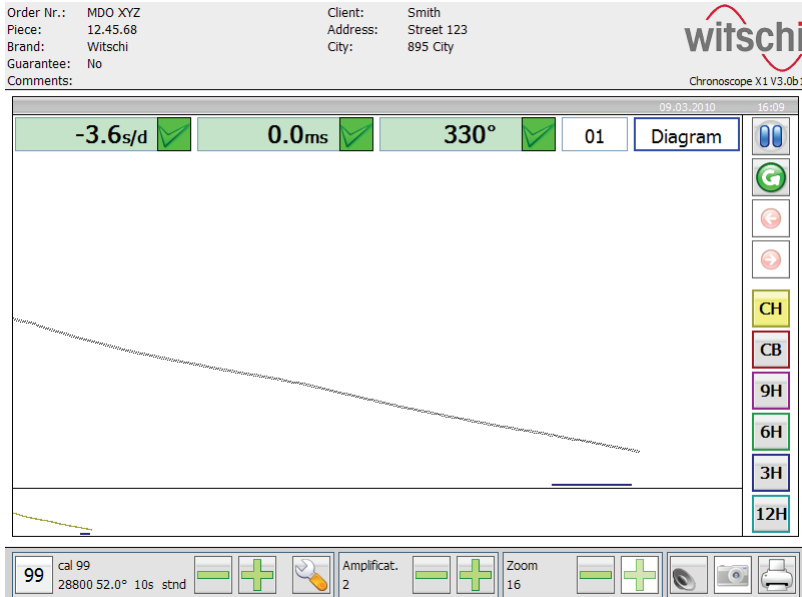 Order Nr.: MDO XYZ Client: Smith
Piece: 12.45.68 Address: Street 123
Brand: Witschi City: 895 City
Guarantee: No
Comments:
witschi
Chronoscope X1 V3.0b1
09.03.2010 16:09
-3.6s/d 0.0ms 330° 01 Diagram
CH
CB
9H
6H
3H
12H
99 cal 99
28800 52.0° 10s stnd
Amplificat.
2
Zoom
16